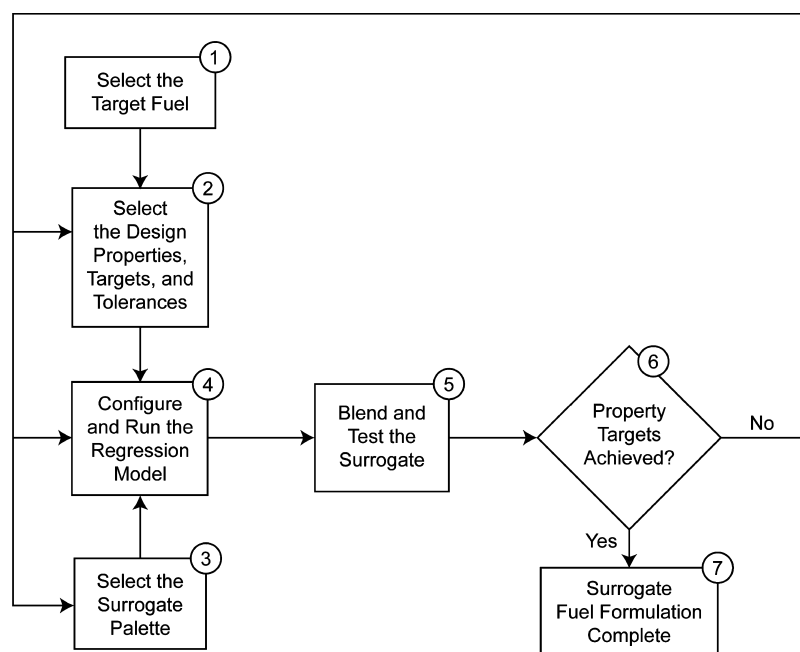 1
Select the
Target Fuel
2
Select
the Design
Properties,
Targets, and
Tolerances
4
Configure
and Run the
Regression
Model
3
Select the
Surrogate
Palette
5
Blend and
Test the
Surrogate
6
Property
Targets
Achieved?
No
Yes
7
Surrogate
Fuel Formulation
Complete